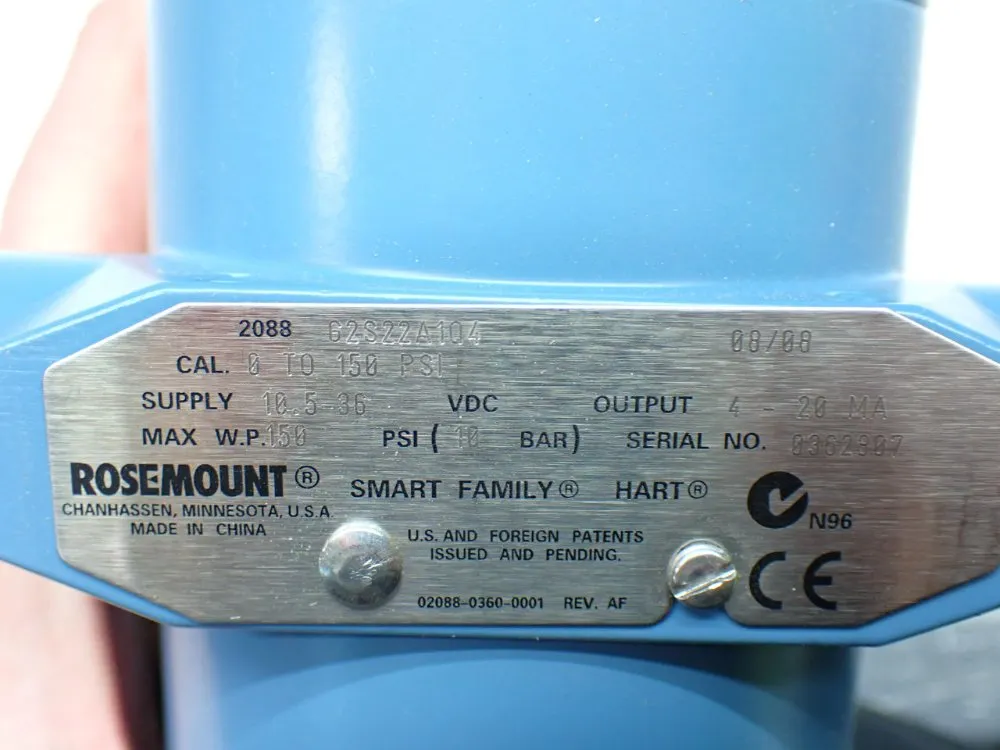 2088 G2S22A1Q4 08/08
CAL. 0 TO 150 PSI
SUPPLY 10.5-36 VDC OUTPUT 4 - 20 MA
MAX W.P. 150 PSI ( 10 BAR) SERIAL NO. 0362907
ROSEMOUNT® SMART FAMILY® HART®
CHANHASSEN, MINNESOTA, U.S.A.
MADE IN CHINA
N96
U.S. AND FOREIGN PATENTS
ISSUED AND PENDING.
CE
02088-0360-0001 REV. AF